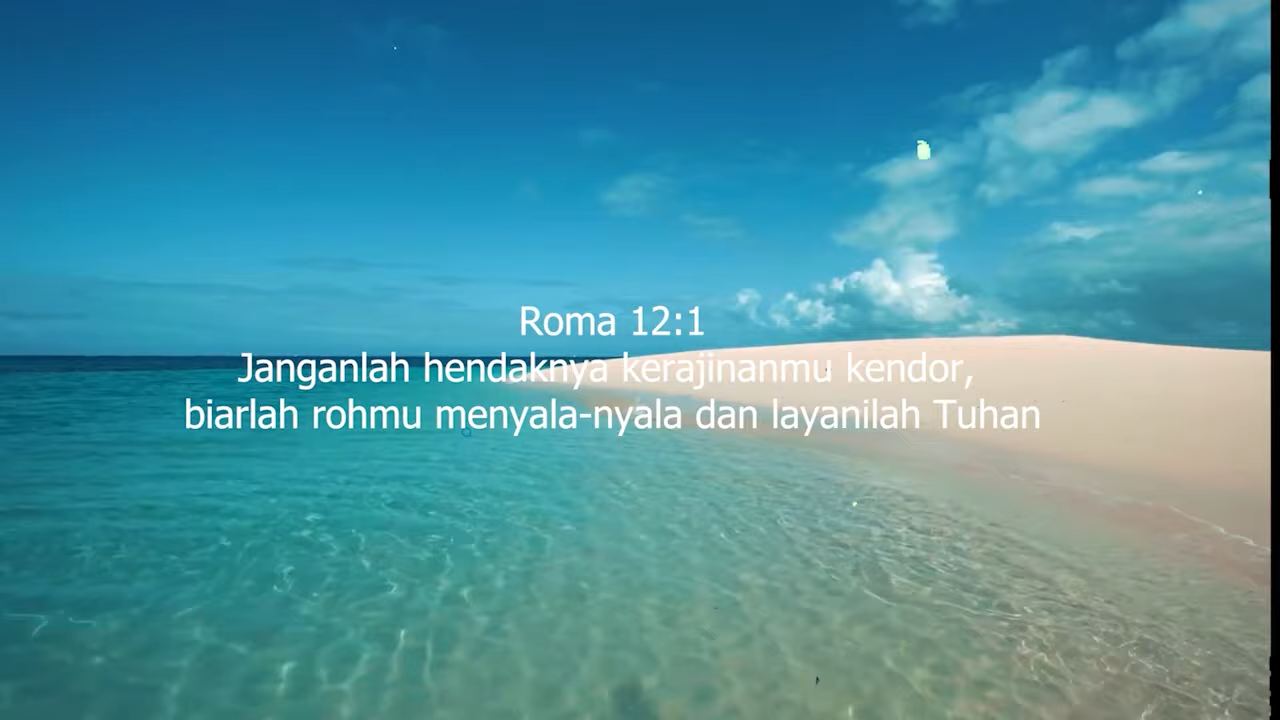 Roma 12:1
Janganlah hendaknya kerajinanmu kendor,
biarlah rohmu menyala-nyala dan layanilah Tuhan